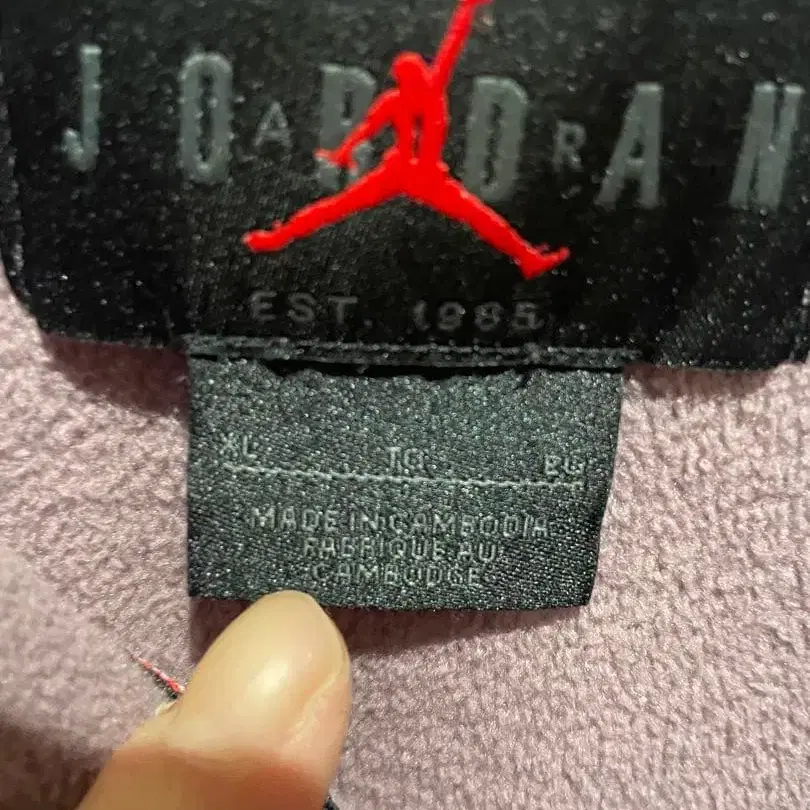 JORDAN
A R
EST. 1985
XL TG EG
MADE IN CAMBODIA
FABRIQUE AU
CAMBODGE